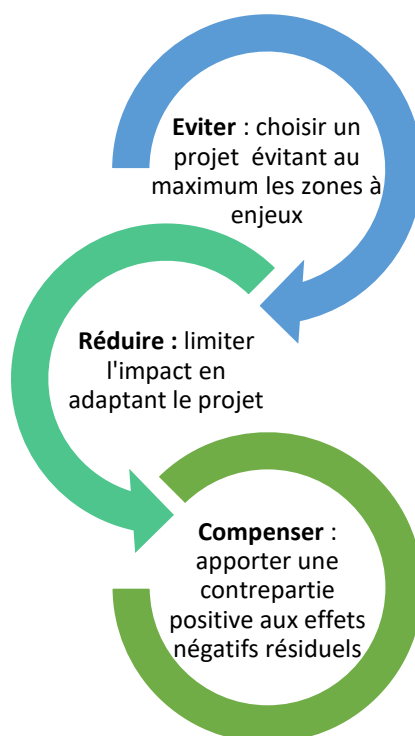 Eviter : choisir un
projet évitant au
maximum les zones à
enjeux
Réduire : limiter
l'impact en
adaptant le projet
Compenser :
apporter une
contrepartie
positive aux effets
négatifs résiduels